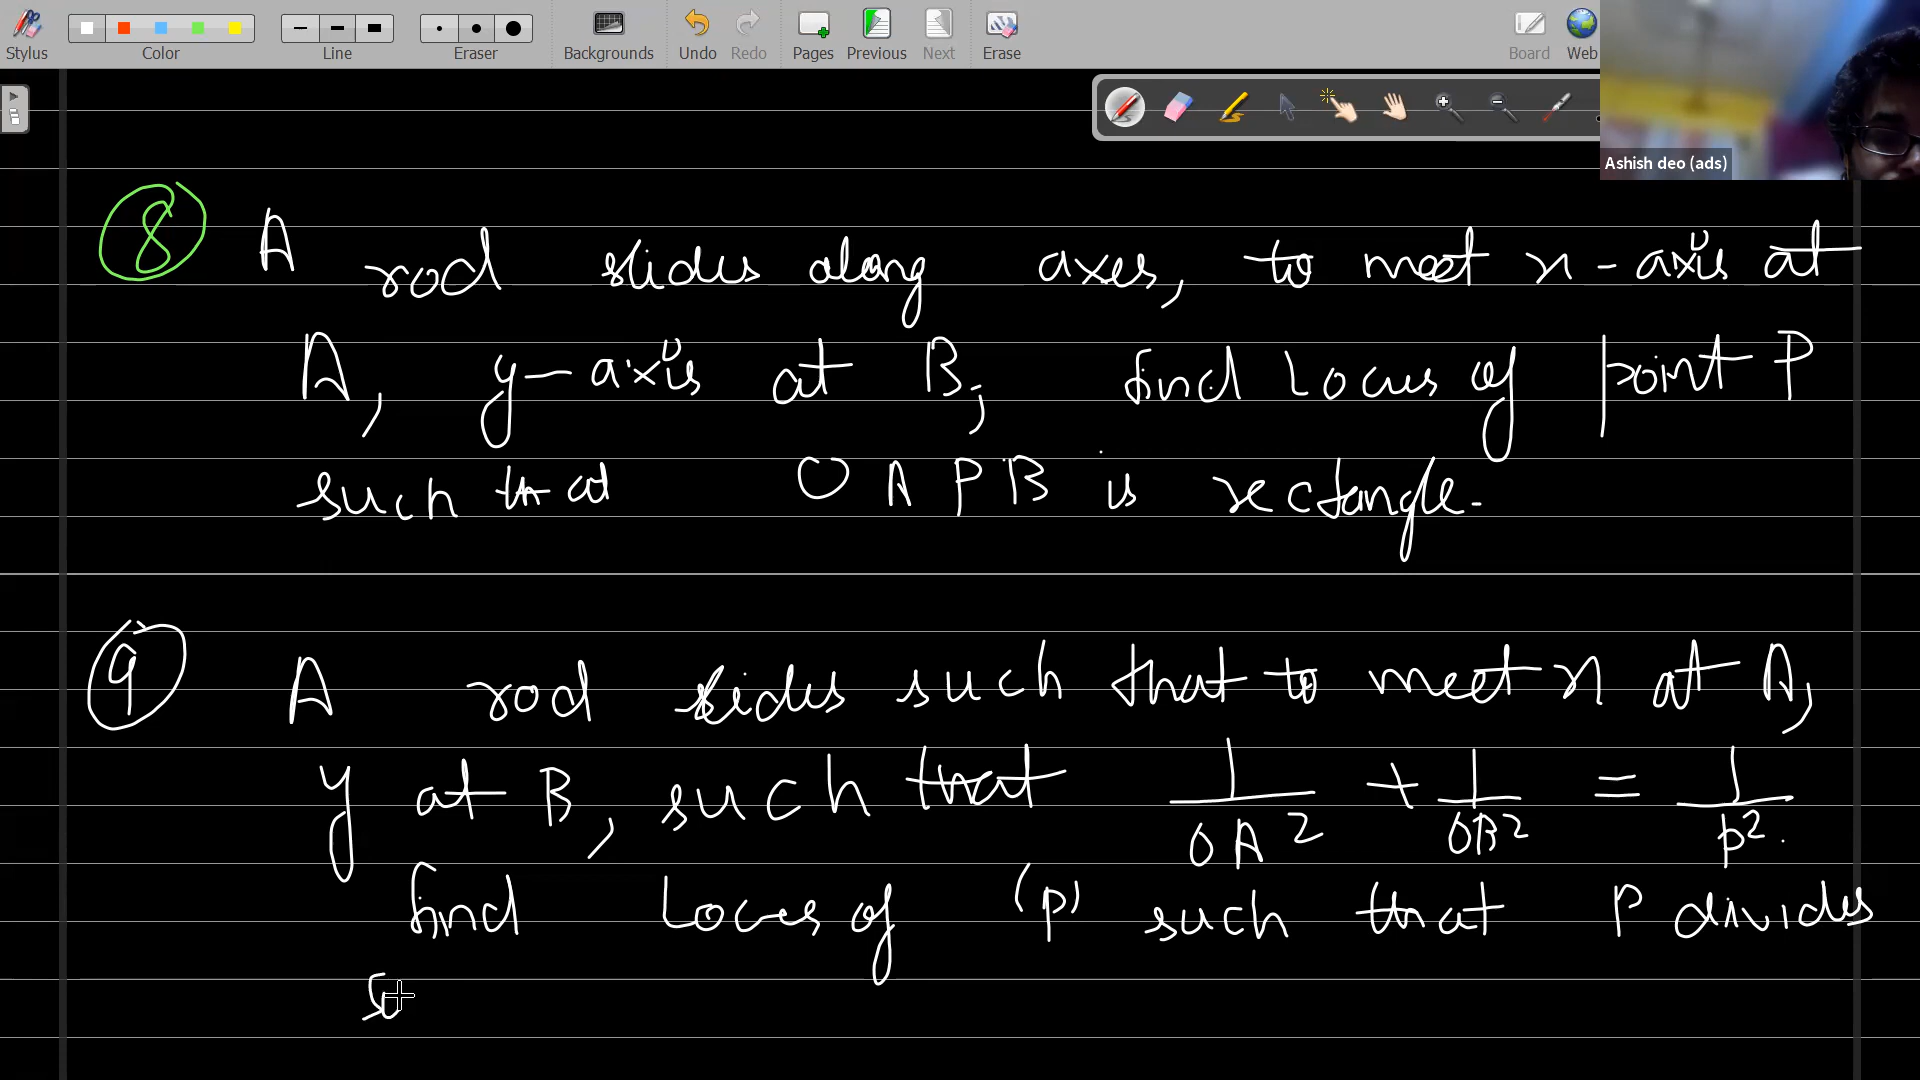 Stylus Color Line Eraser Backgrounds Undo Redo Pages Previous Next Erase Board Web
Ashish deo (ads)
8 A rod slides along axes, to meet x-axis at
A, y-axis at B; find Locus of point P
such that OAPB is rectangle.
9 A rod slides such that to meet x at A,
y at B, such that 1/OA² + 1/OB² = 1/p².
find Locus of (P) such that P divides